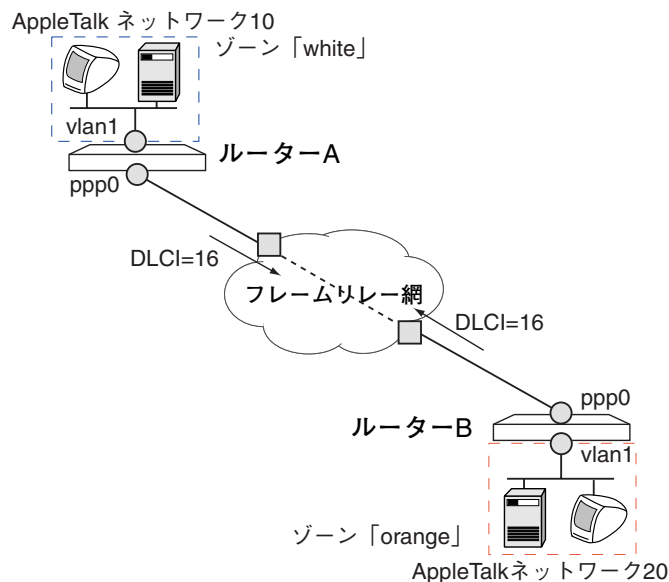 AppleTalk ネットワーク10
ゾーン「white」
vlan1
ルーターA
ppp0
DLCI=16
フレームリレー網
DLCI=16
ppp0
ルーターB
vlan1
ゾーン「orange」
AppleTalkネットワーク20